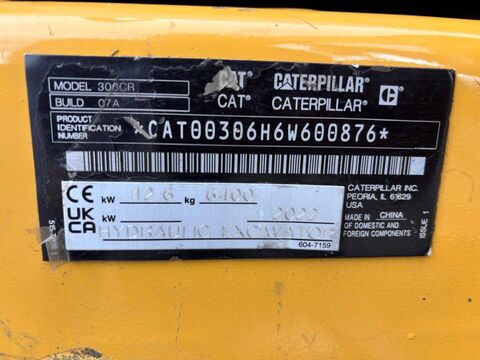 MODEL 306CR
BUILD 07A
CAT CATERPILLAR C
CAT CATERPILLAR
PRODUCT IDENTIFICATION NUMBER
*CAT00306H6W600876*
CE kW 42.6 kg 6400
UKCA kW 2022
HYDRAULIC EXCAVATOR
604-7159
CATERPILLAR INC.
PEORIA, IL 61629
USA
MADE IN CHINA
OF DOMESTIC AND
FOREIGN COMPONENTS
ISSUE 1